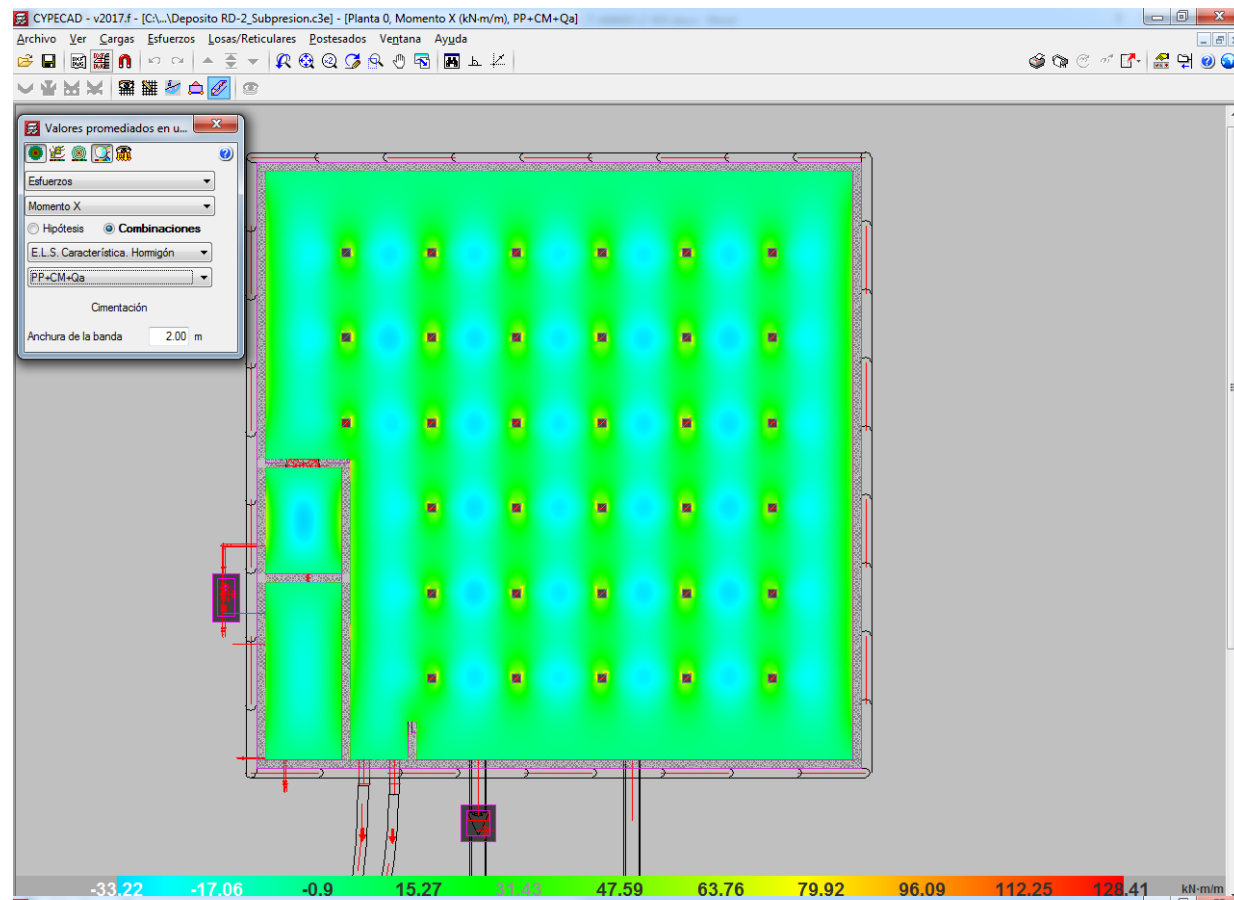 CYPECAD - v2017.f - [C:\...\Deposito RD-2_Subpresion.c3e] - [Planta 0, Momento X (kN·m/m), PP+CM+Qa]
Archivo Ver Cargas Esfuerzos Losas/Reticulares Postesados Ventana Ayuda
Valores promediados en u...
Esfuerzos
Momento X
Hipótesis Combinaciones
E.L.S. Característica. Hormigón
PP+CM+Qa
Cimentación
Anchura de la banda 2.00 m
-33.22 -17.06 -0.9 15.27 31.43 47.59 63.76 79.92 96.09 112.25 128.41 kN·m/m